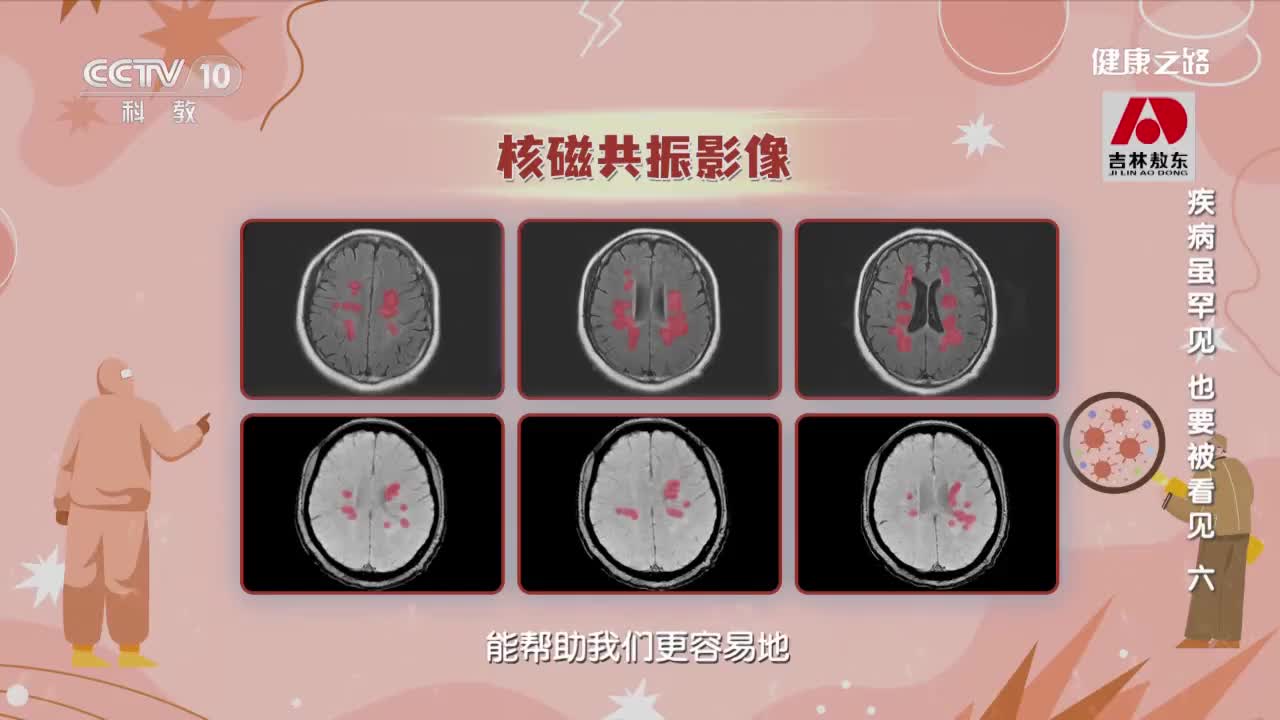 CCTV 10
科教
健康之路
吉林敖东
JI LIN AO DONG
核磁共振影像
疾病虽罕见 也要被看见 六
能帮助我们更容易地